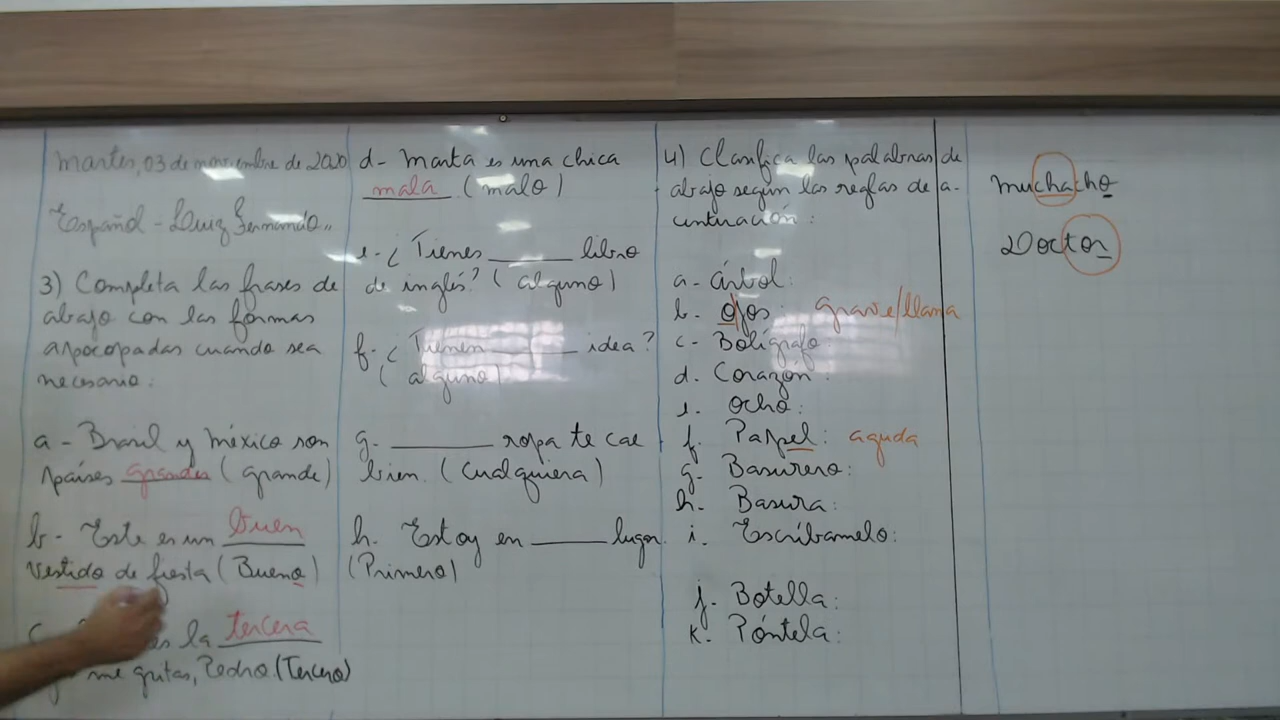 Martes, 03 de noviembre de 2020
Español - Luiz Fernando..
3) Completa las frases de
abajo con las formas
apocopadas cuando sea
necesario:
a - Brasil y México son
países grandes (grande)
b - Este es un buen
vestido de fiesta (Bueno)
es la tercera
me gritas, Pedro. (Tercero)
d - Marta es una chica
mala (malo)
e - ¿ Tienes ______ libro
de inglés? (alguno)
f - ¿ Tienen ______ idea?
(alguno)
g. ______ ropa te cae
bien. (Cualquiera)
h. Estoy en ______ lugar.
(Primero)
4) Clasifica las palabras de
abajo según las reglas de a-
centuación:
a - árbol:
b. ojos: grave/llana
c - Bolígrafo:
d. Corazón:
e. Ocho:
f. Papel: aguda
g. Basurero:
h. Basura:
i. Escríbamelo:
j. Botella:
k. Póntela:
muchacho
Doctor